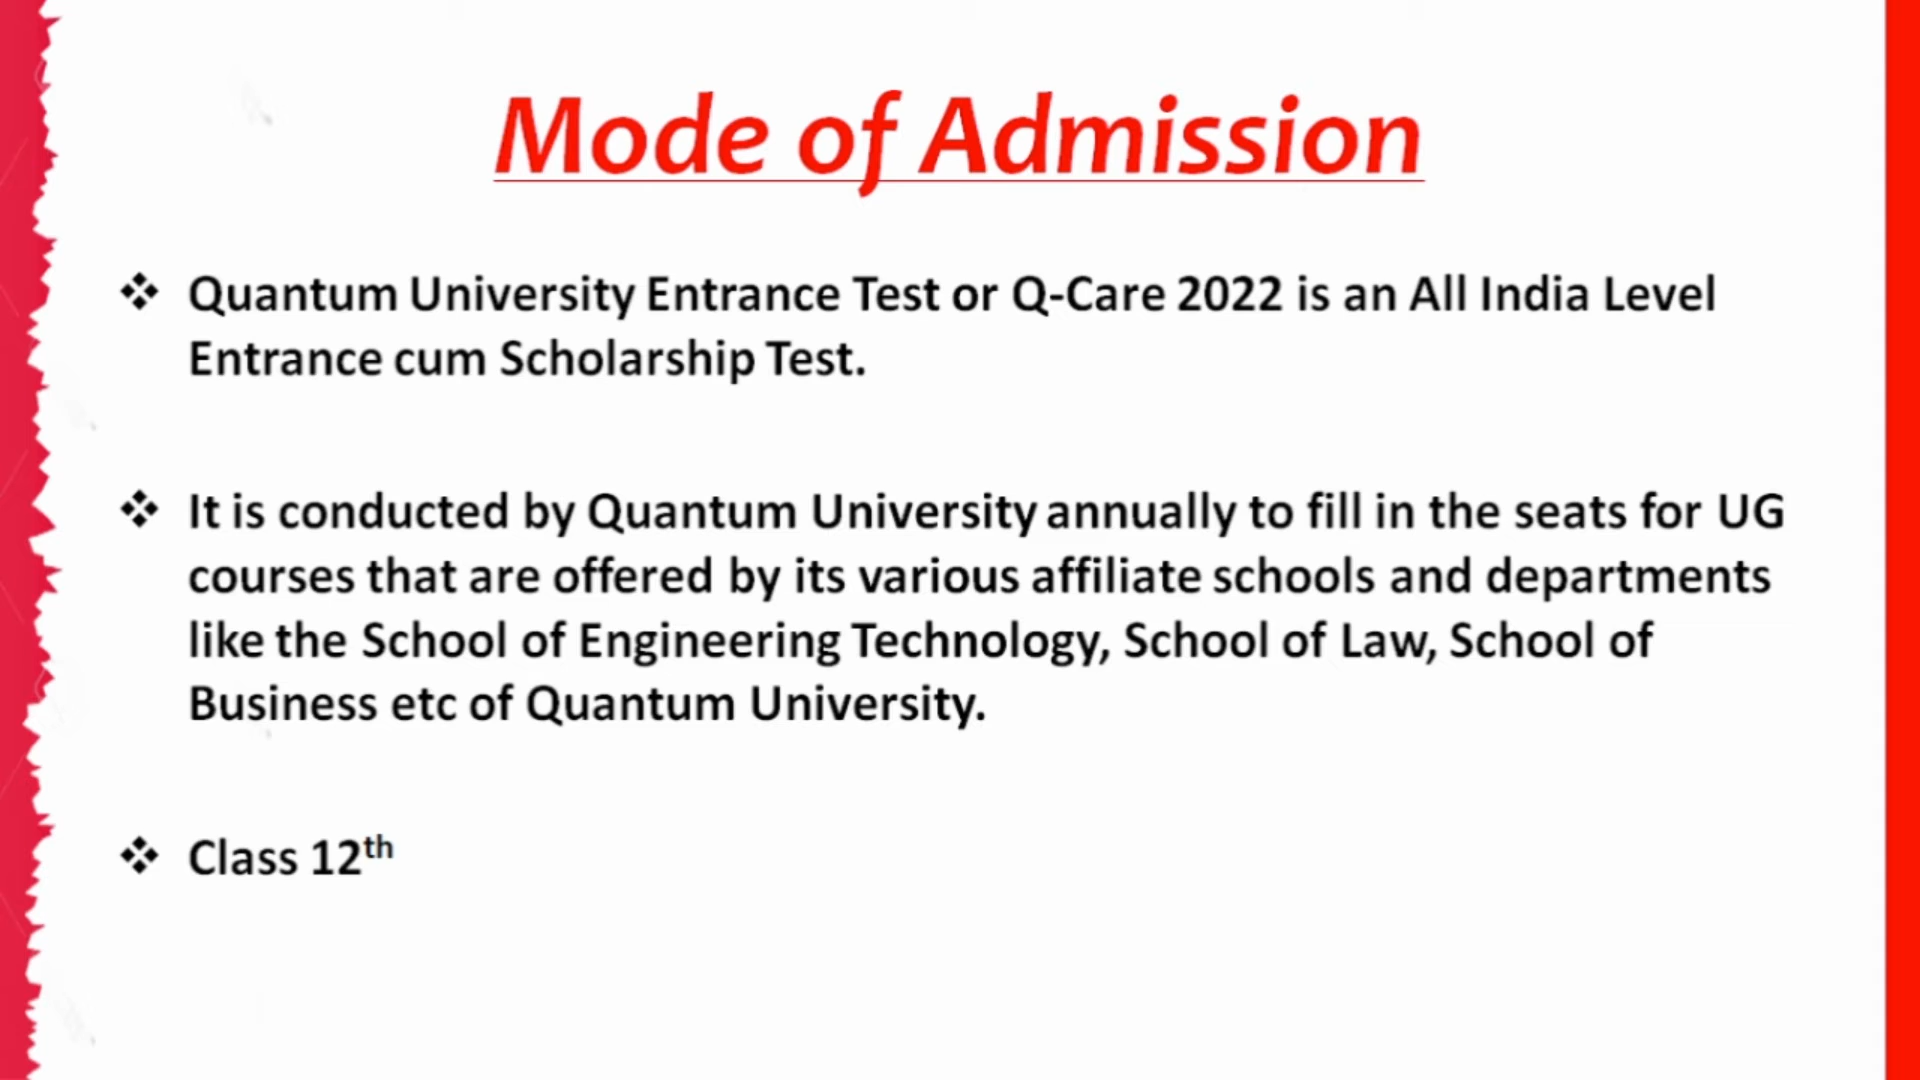 Mode of Admission
❖ Quantum University Entrance Test or Q-Care 2022 is an All India Level
Entrance cum Scholarship Test.
❖ It is conducted by Quantum University annually to fill in the seats for UG
courses that are offered by its various affiliate schools and departments
like the School of Engineering Technology, School of Law, School of
Business etc of Quantum University.
❖ Class 12th